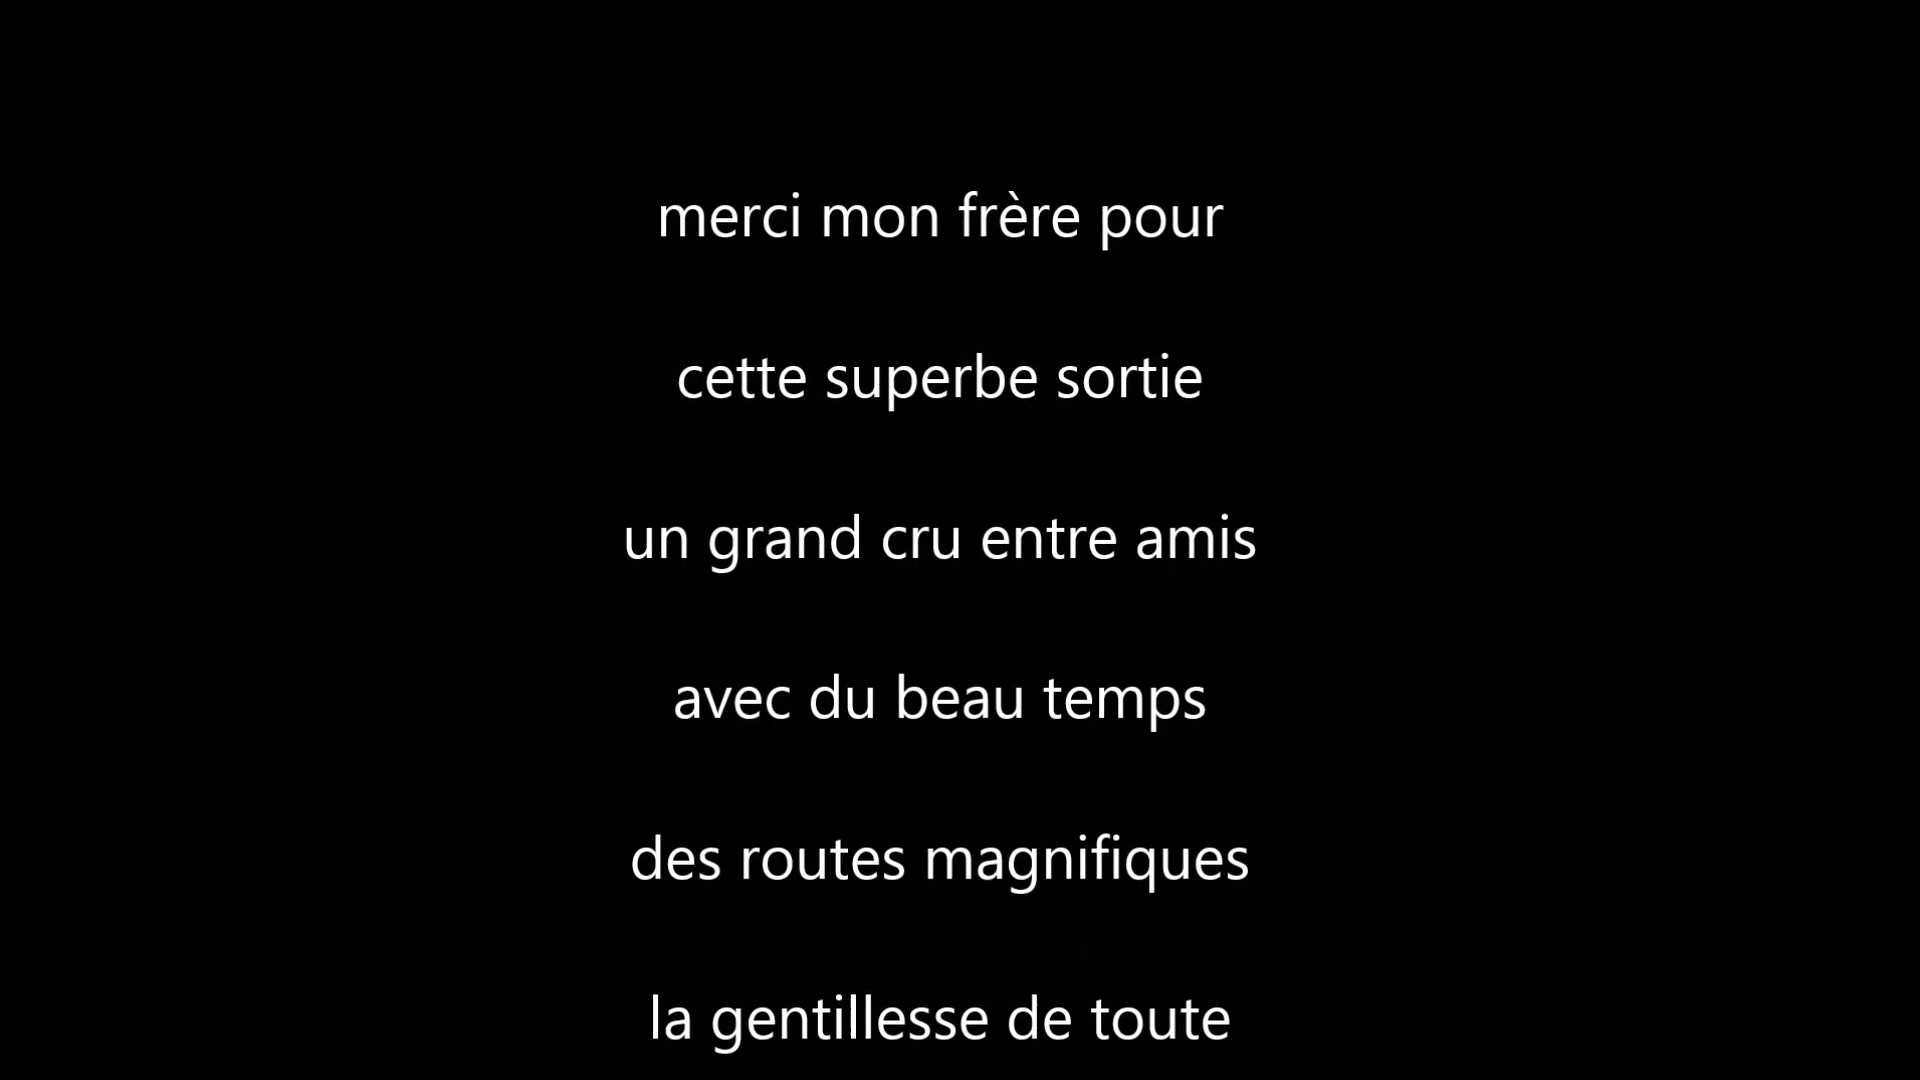 merci mon frère pour
cette superbe sortie
un grand cru entre amis
avec du beau temps
des routes magnifiques
la gentillesse de toute